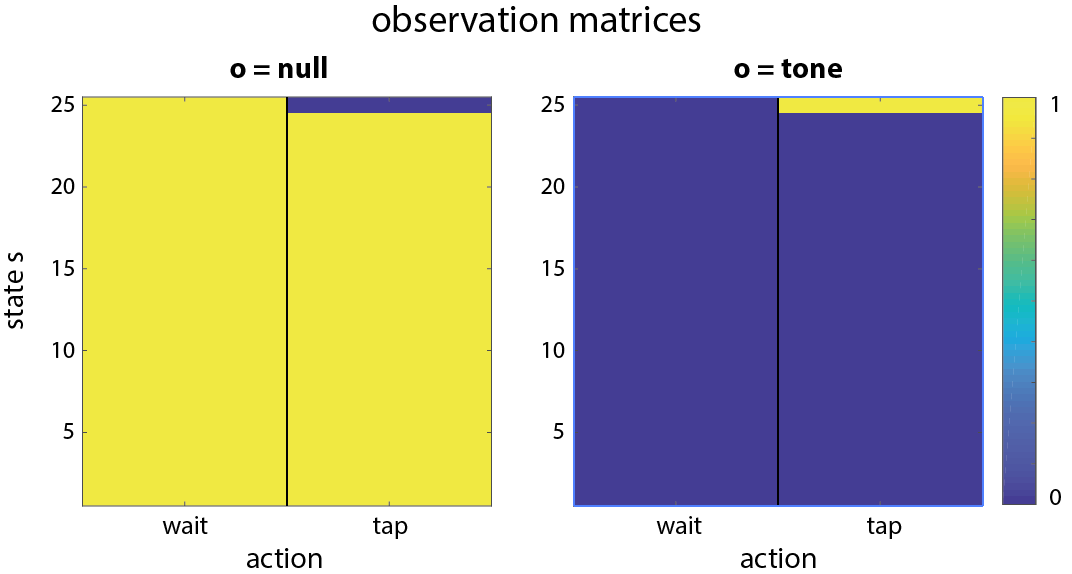 observation matrices
o = null
o = tone
25
20
15
10
5
state s
wait
tap
action
25
20
15
10
5
wait
tap
action
1
0